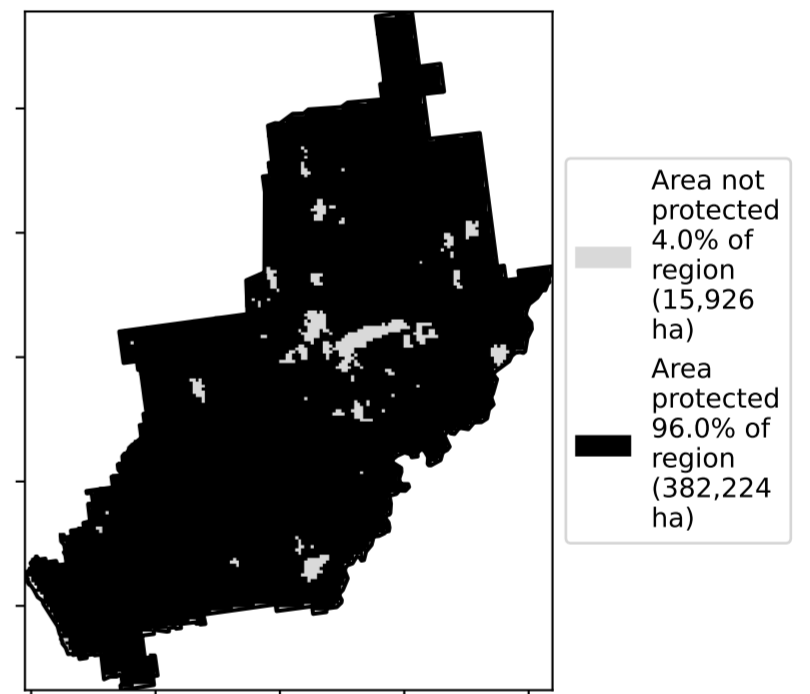 Area not
protected
4.0% of
region
(15,926
ha)
Area
protected
96.0% of
region
(382,224
ha)